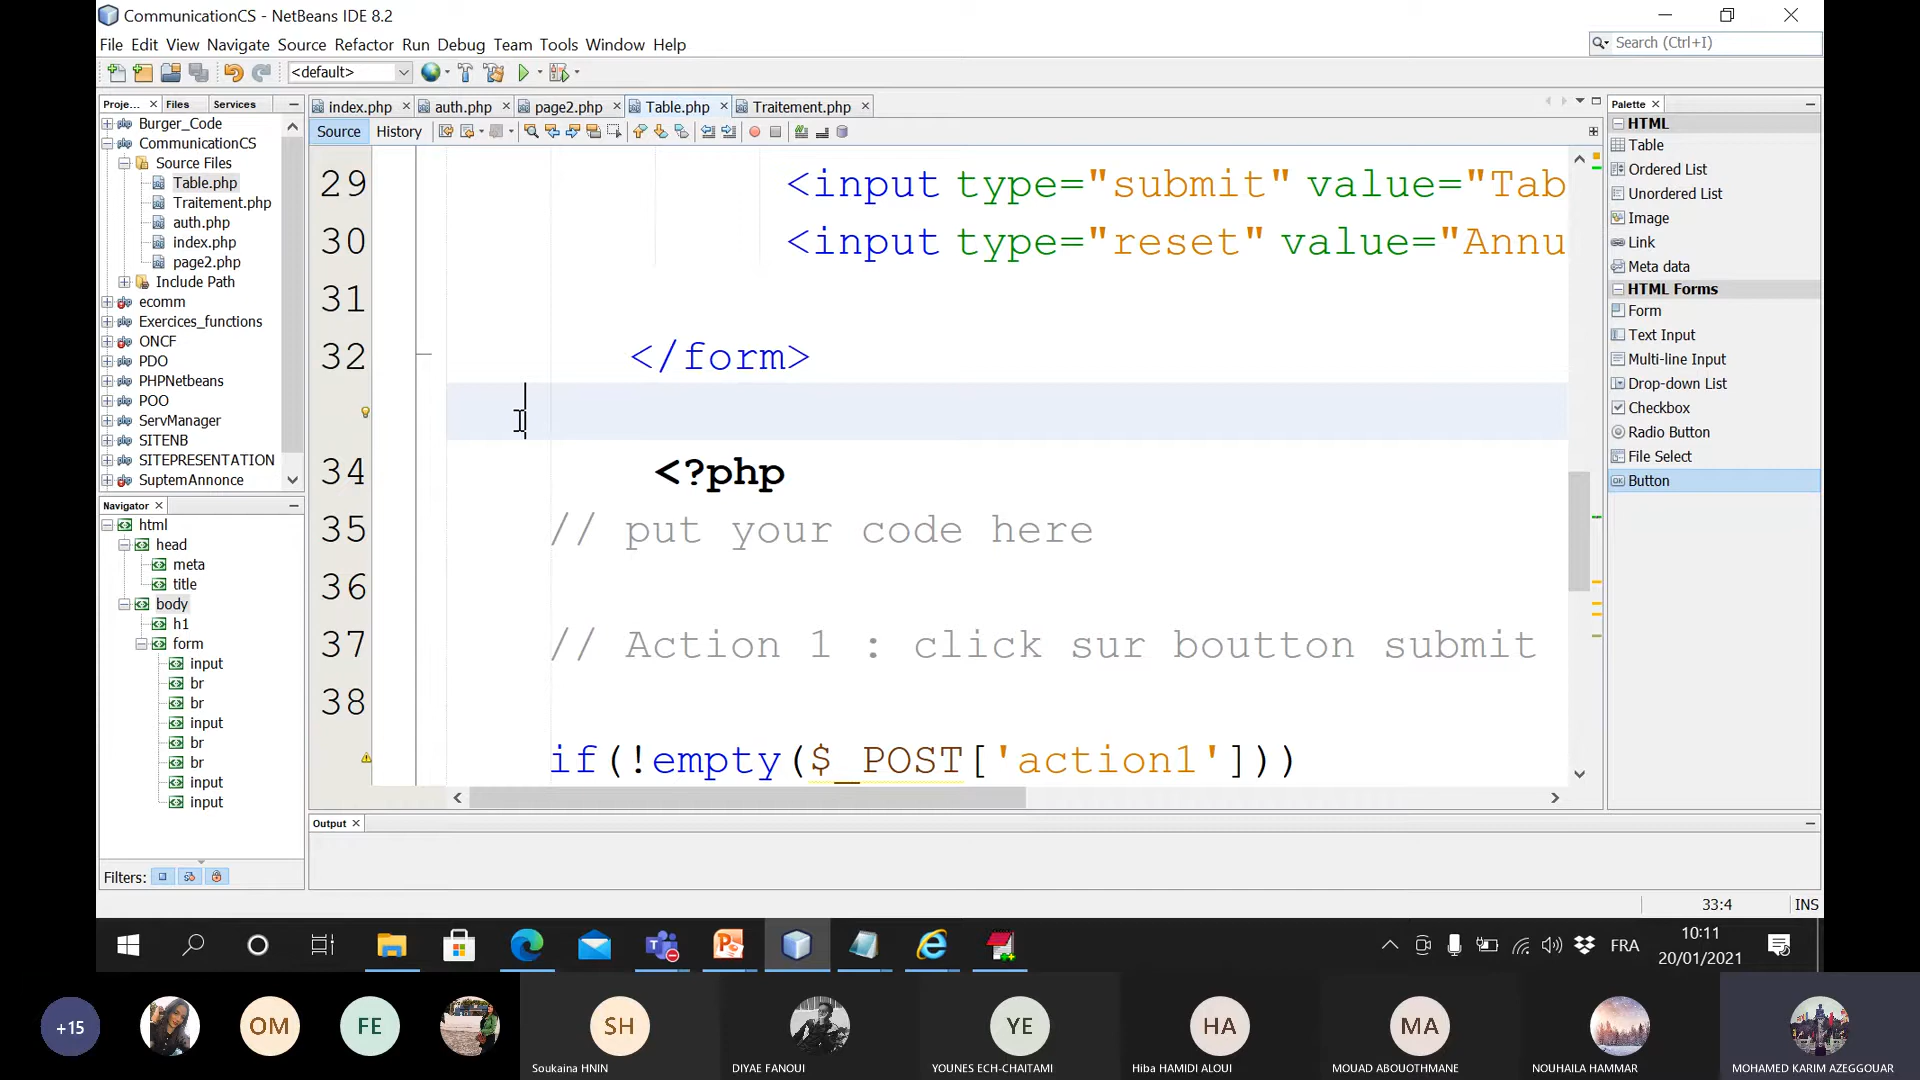 CommunicationCS - NetBeans IDE 8.2
File Edit View Navigate Source Refactor Run Debug Team Tools Window Help
Search (Ctrl+I)
<default>
Proje... Files Services
index.php auth.php page2.php Table.php Traitement.php
Palette
Source History
Burger_Code
CommunicationCS
Source Files
Table.php
Traitement.php
auth.php
index.php
page2.php
Include Path
ecomm
Exercices_functions
ONCF
PDO
PHPNetbeans
POO
ServManager
SITENB
SITEPRESENTATION
SuptemAnnonce
Navigator
html
head
meta
title
body
h1
form
input
br
br
input
br
br
input
input
Filters:
29 <input type="submit" value="Tab
30 <input type="reset" value="Annu
31
32 </form>
34 <?php
35 // put your code here
36
37 // Action 1 : click sur boutton submit
38
if(!empty($_POST['action1']))
HTML
Table
Ordered List
Unordered List
Image
Link
Meta data
HTML Forms
Form
Text Input
Multi-line Input
Drop-down List
Checkbox
Radio Button
File Select
Button
Output
33:4 INS
FRA
10:11
20/01/2021
+15
OM
FE
SH
YE
HA
MA
Soukaina HNIN
DIYAE FANOUI
YOUNES ECH-CHAITAMI
Hiba HAMIDI ALOUI
MOUAD ABOUOTHMANE
NOUHAILA HAMMAR
MOHAMED KARIM AZEGGOUAR